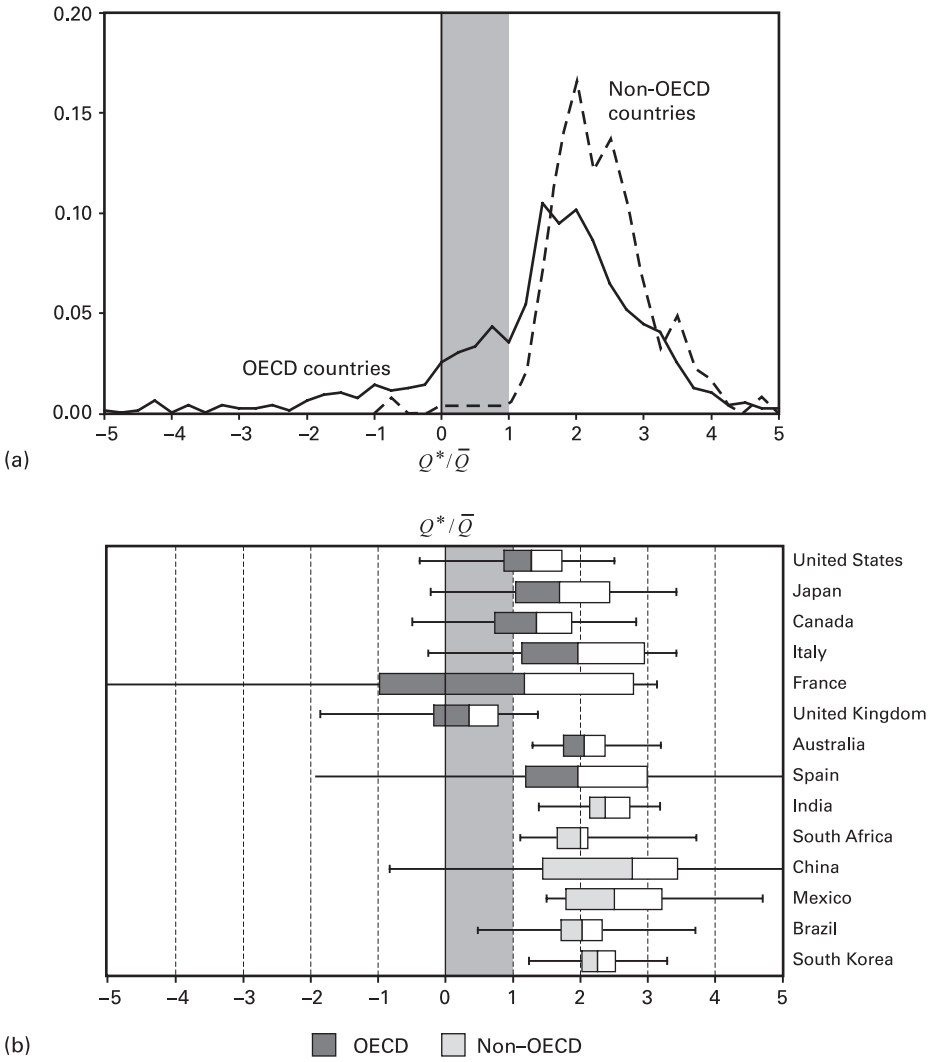 0.20
0.15
0.10
0.05
0.00
Non-OECD
countries
OECD countries
−5 −4 −3 −2 −1 0 1 2 3 4 5
Q*/Q̅
(a)
Q*/Q̅
United States
Japan
Canada
Italy
France
United Kingdom
Australia
Spain
India
South Africa
China
Mexico
Brazil
South Korea
−5 −4 −3 −2 −1 0 1 2 3 4 5
(b)
OECD Non–OECD